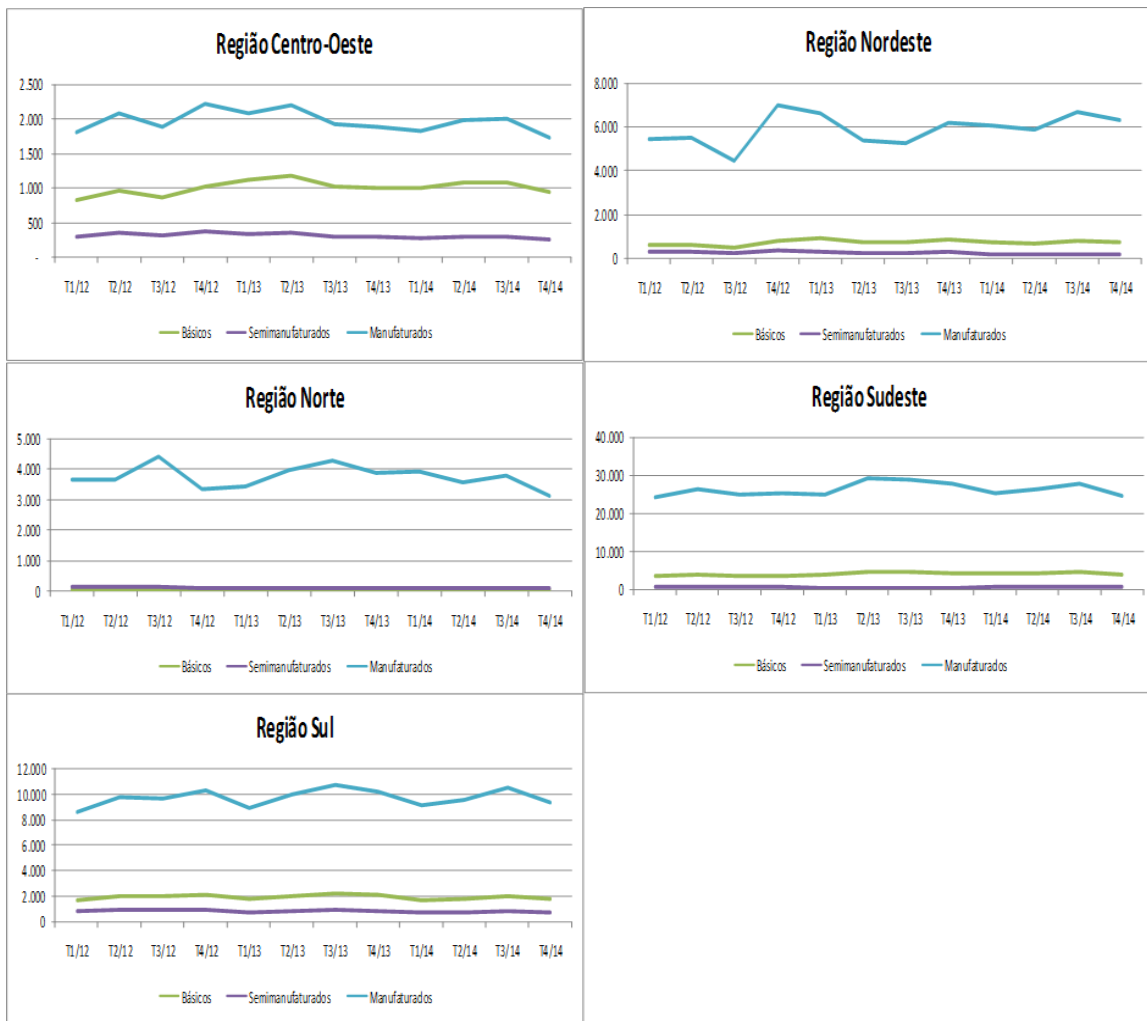 Região Centro-Oeste
2.500
2.000
1.500
1.000
500
-
T1/12 T2/12 T3/12 T4/12 T1/13 T2/13 T3/13 T4/13 T1/14 T2/14 T3/14 T4/14
Básicos Semimanufaturados Manufaturados
Região Nordeste
8.000
6.000
4.000
2.000
0
T1/12 T2/12 T3/12 T4/12 T1/13 T2/13 T3/13 T4/13 T1/14 T2/14 T3/14 T4/14
Básicos Semimanufaturados Manufaturados
Região Norte
5.000
4.000
3.000
2.000
1.000
0
T1/12 T2/12 T3/12 T4/12 T1/13 T2/13 T3/13 T4/13 T1/14 T2/14 T3/14 T4/14
Básicos Semimanufaturados Manufaturados
Região Sudeste
40.000
30.000
20.000
10.000
0
T1/12 T2/12 T3/12 T4/12 T1/13 T2/13 T3/13 T4/13 T1/14 T2/14 T3/14 T4/14
Básicos Semimanufaturados Manufaturados
Região Sul
12.000
10.000
8.000
6.000
4.000
2.000
0
T1/12 T2/12 T3/12 T4/12 T1/13 T2/13 T3/13 T4/13 T1/14 T2/14 T3/14 T4/14
Básicos Semimanufaturados Manufaturados